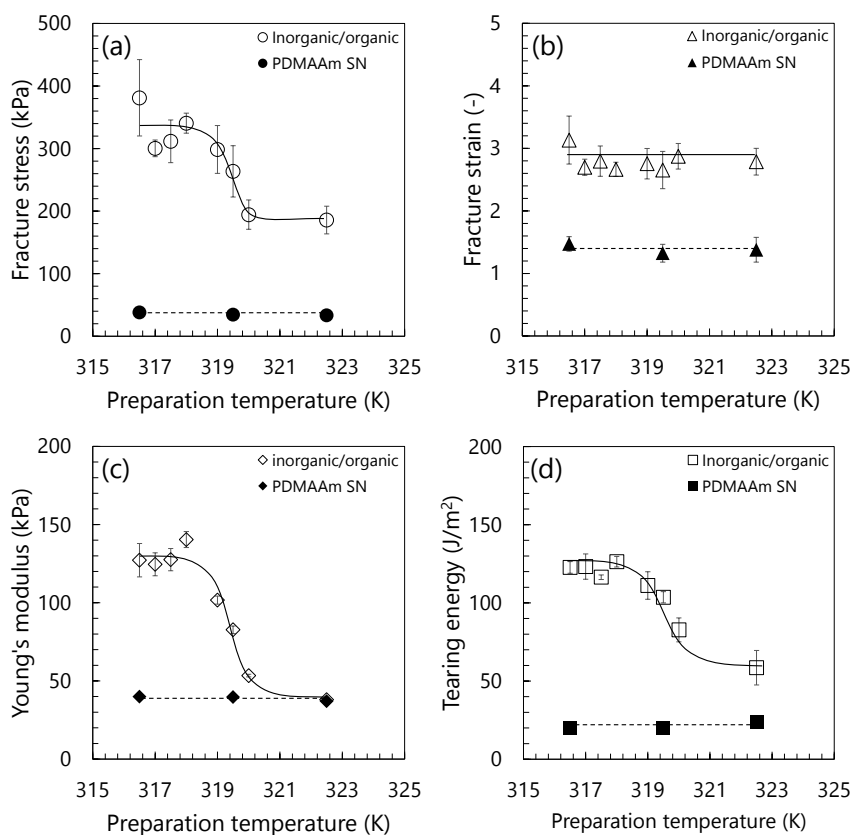 (a)
Inorganic/organic
PDMAAm SN
Fracture stress (kPa)
500
400
300
200
100
0
315 317 319 321 323 325
Preparation temperature (K)
(b)
Inorganic/organic
PDMAAm SN
Fracture strain (-)
5
4
3
2
1
0
315 317 319 321 323 325
Preparation temperature (K)
(c)
inorganic/organic
PDMAAm SN
Young's modulus (kPa)
200
150
100
50
0
315 317 319 321 323 325
Preparation temperature (K)
(d)
Inorganic/organic
PDMAAm SN
Tearing energy (J/m²)
200
150
100
50
0
315 317 319 321 323 325
Preparation temperature (K)